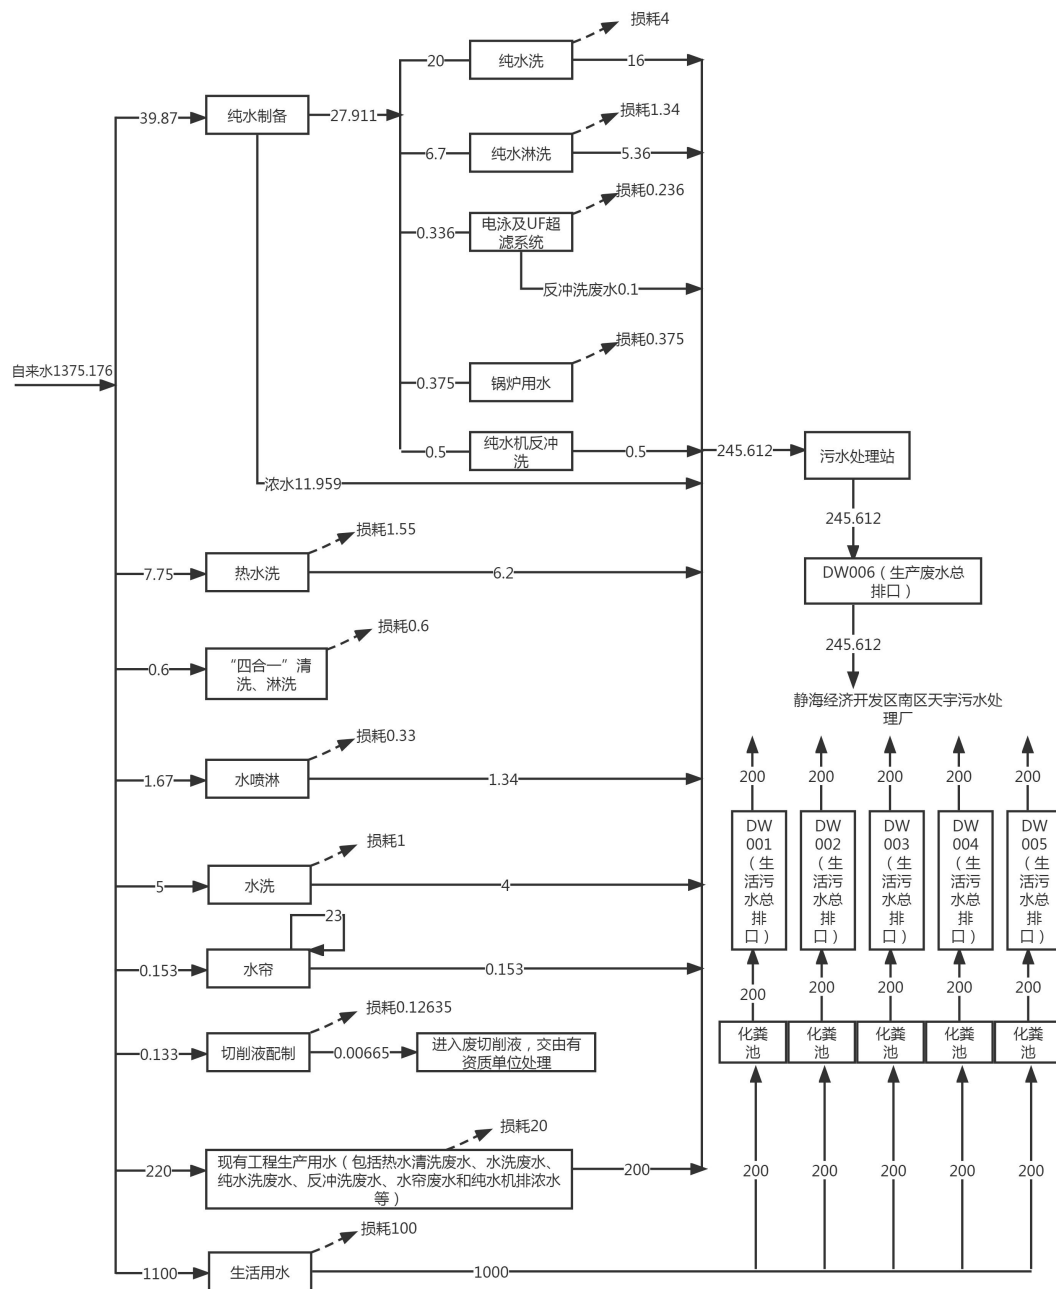 损耗4
20
纯水洗
16
39.87
纯水制备
27.911
损耗1.34
6.7
纯水淋洗
5.36
损耗0.236
0.336
电泳及UF超
滤系统
反冲洗废水0.1
损耗0.375
自来水1375.176
0.375
锅炉用水
0.5
纯水机反冲
洗
0.5
245.612
污水处理站
浓水11.959
245.612
损耗1.55
7.75
热水洗
6.2
DW006（生产废水总
排口）
245.612
损耗0.6
0.6
“四合一”清
洗、淋洗
静海经济开发区南区天宇污水处
理厂
损耗0.33
1.67
水喷淋
1.34
200
200
200
200
200
DW
001
（生
活污
水总
排
口）
DW
002
（生
活污
水总
排
口）
DW
003
（生
活污
水总
排
口）
DW
004
（生
活污
水总
排
口）
DW
005
（生
活污
水总
排
口）
损耗1
5
水洗
4
23
0.153
水帘
0.153
200
200
200
200
200
损耗0.12635
0.133
切削液配制
0.00665
进入废切削液，交由有
资质单位处理
化粪
池
化粪
池
化粪
池
化粪
池
化粪
池
损耗20
220
现有工程生产用水（包括热水清洗废水、水洗废水、
纯水洗废水、反冲洗废水、水帘废水和纯水机排浓水
等）
200
200
200
200
200
200
损耗100
1100
生活用水
1000